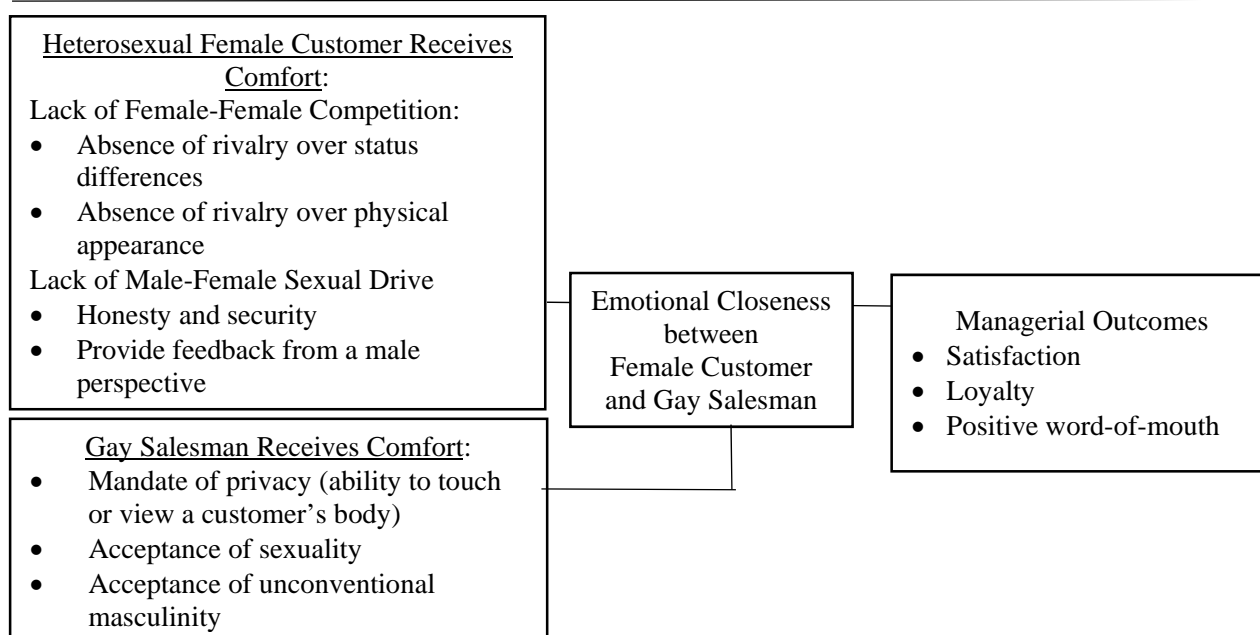 Heterosexual Female Customer Receives
Comfort:
Lack of Female-Female Competition:
• Absence of rivalry over status
differences
• Absence of rivalry over physical
appearance
Lack of Male-Female Sexual Drive
• Honesty and security
• Provide feedback from a male
perspective
Gay Salesman Receives Comfort:
• Mandate of privacy (ability to touch
or view a customer’s body)
• Acceptance of sexuality
• Acceptance of unconventional
masculinity
Emotional Closeness
between
Female Customer
and Gay Salesman
Managerial Outcomes
• Satisfaction
• Loyalty
• Positive word-of-mouth